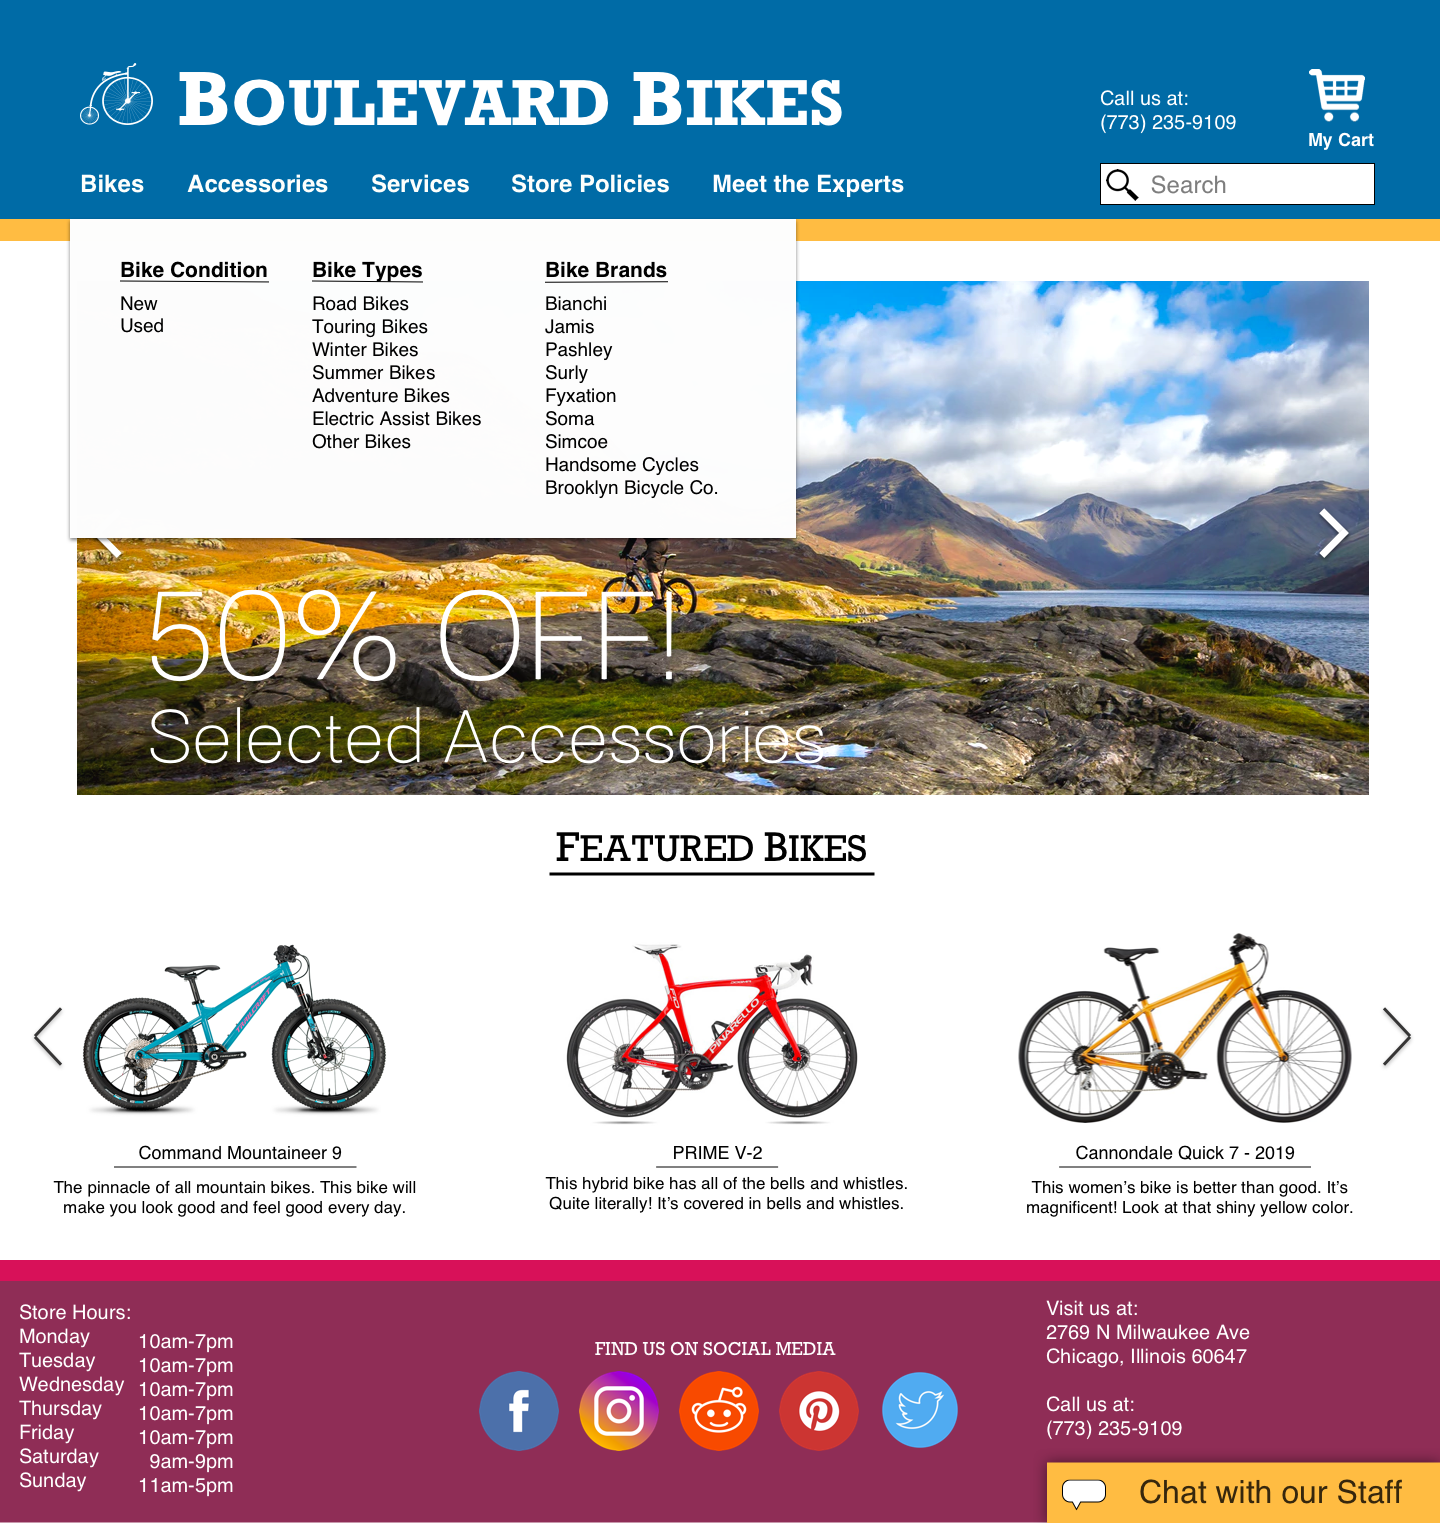 BOULEVARD BIKES
Call us at:
(773) 235-9109
My Cart
Bikes Accessories Services Store Policies Meet the Experts
Search
Bike Condition
New
Used
Bike Types
Road Bikes
Touring Bikes
Winter Bikes
Summer Bikes
Adventure Bikes
Electric Assist Bikes
Other Bikes
Bike Brands
Bianchi
Jamis
Pashley
Surly
Fyxation
Soma
Simcoe
Handsome Cycles
Brooklyn Bicycle Co.
50% OFF!
Selected Accessories
FEATURED BIKES
PINARELLO
cannondale
Command Mountaineer 9
The pinnacle of all mountain bikes. This bike will
make you look good and feel good every day.
PRIME V-2
This hybrid bike has all of the bells and whistles.
Quite literally! It’s covered in bells and whistles.
Cannondale Quick 7 - 2019
This women’s bike is better than good. It’s
magnificent! Look at that shiny yellow color.
Store Hours:
Monday 10am-7pm
Tuesday 10am-7pm
Wednesday 10am-7pm
Thursday 10am-7pm
Friday 10am-7pm
Saturday 9am-9pm
Sunday 11am-5pm
FIND US ON SOCIAL MEDIA
Visit us at:
2769 N Milwaukee Ave
Chicago, Illinois 60647
Call us at:
(773) 235-9109
Chat with our Staff